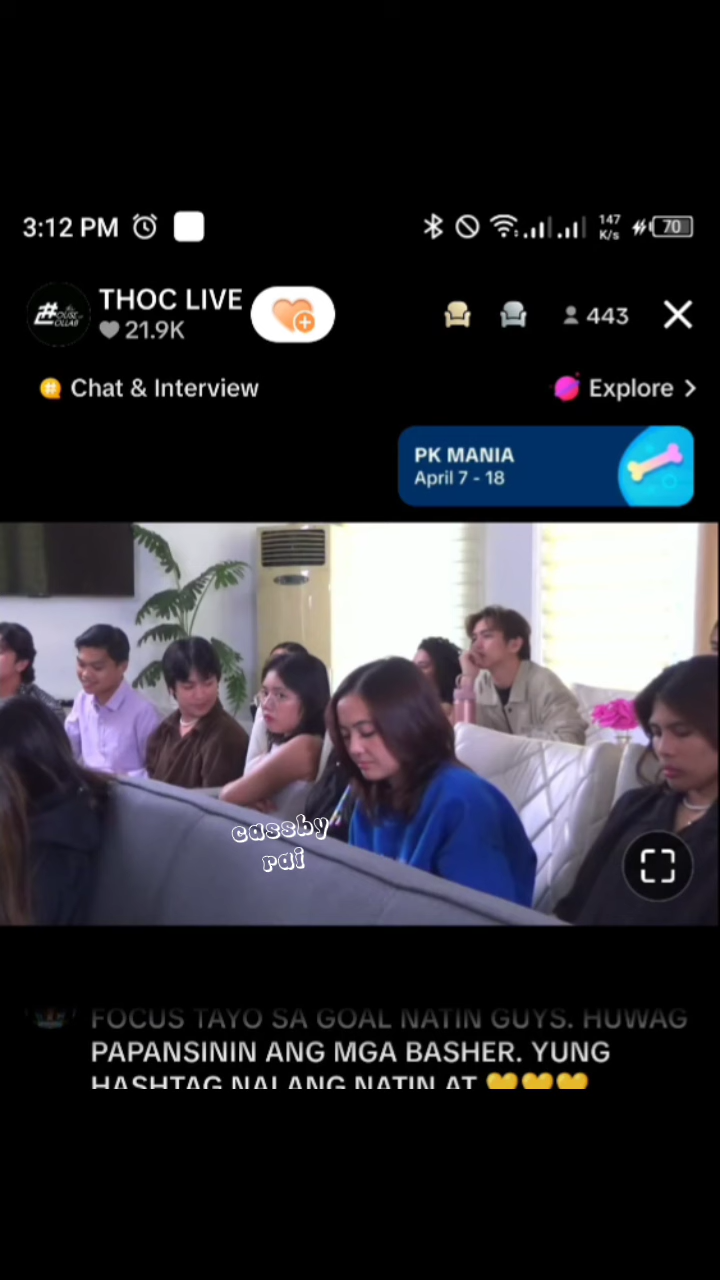 3:12 PM
147
K/s
70
THOC LIVE
21.9K
443
Chat & Interview
Explore >
PK MANIA
April 7 - 18
cassby
rai
FOCUS TAYO SA GOAL NATIN GUYS. HUWAG
PAPANSININ ANG MGA BASHER. YUNG
HASHTAG NALANG NATIN AT 💛💛💛